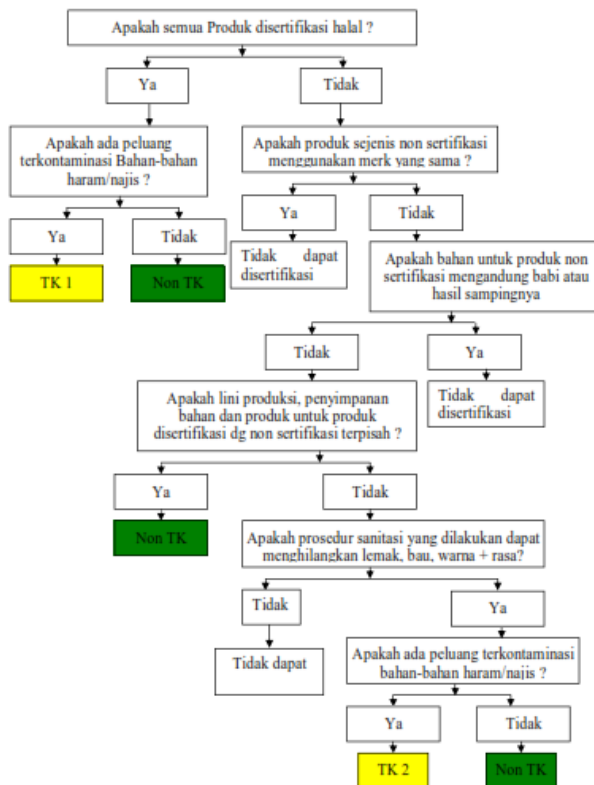 Apakah semua Produk disertifikasi halal ?
Ya
Tidak
Apakah ada peluang
terkontaminasi Bahan-bahan
haram/najis ?
Apakah produk sejenis non sertifikasi
menggunakan merk yang sama ?
Ya
Tidak
Ya
Tidak
TK 1
Non TK
Tidak dapat
disertifikasi
Apakah bahan untuk produk non
sertifikasi mengandung babi atau
hasil sampingnya
Tidak
Ya
Apakah lini produksi, penyimpanan
bahan dan produk untuk produk
disertifikasi dg non sertifikasi terpisah ?
Tidak dapat
disertifikasi
Ya
Tidak
Non TK
Apakah prosedur sanitasi yang dilakukan dapat
menghilangkan lemak, bau, warna + rasa?
Tidak
Ya
Tidak dapat
Apakah ada peluang terkontaminasi
bahan-bahan haram/najis ?
Ya
Tidak
TK 2
Non TK